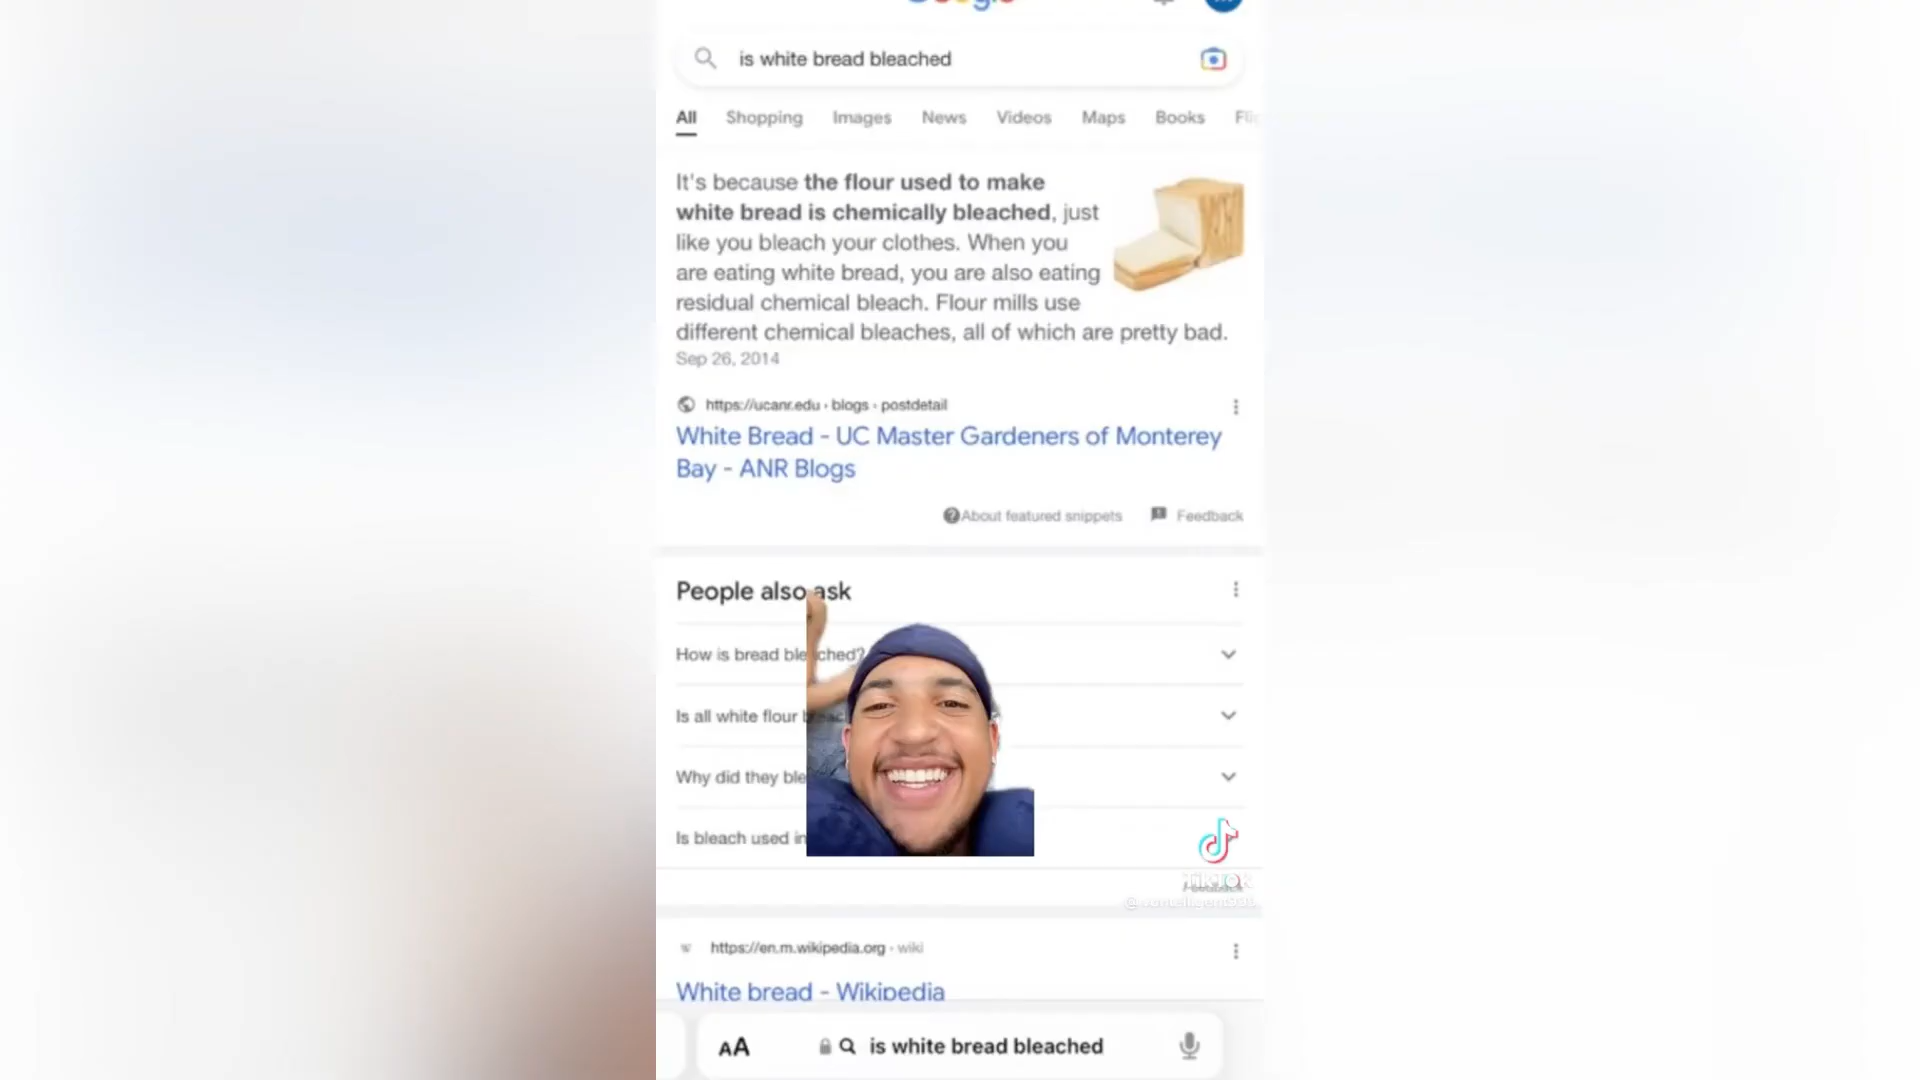 Google
is white bread bleached
All Shopping Images News Videos Maps Books
It's because the flour used to make
white bread is chemically bleached, just
like you bleach your clothes. When you
are eating white bread, you are also eating
residual chemical bleach. Flour mills use
different chemical bleaches, all of which are pretty bad.
Sep 26, 2014
https://ucanr.edu › blogs › postdetail
White Bread - UC Master Gardeners of Monterey
Bay - ANR Blogs
About featured snippets Feedback
People also ask
How is bread bleached?
Is all white flour
Why did they
Is bleach used in
TikTok
https://en.m.wikipedia.org › wiki
White bread - Wikipedia
AA is white bread bleached